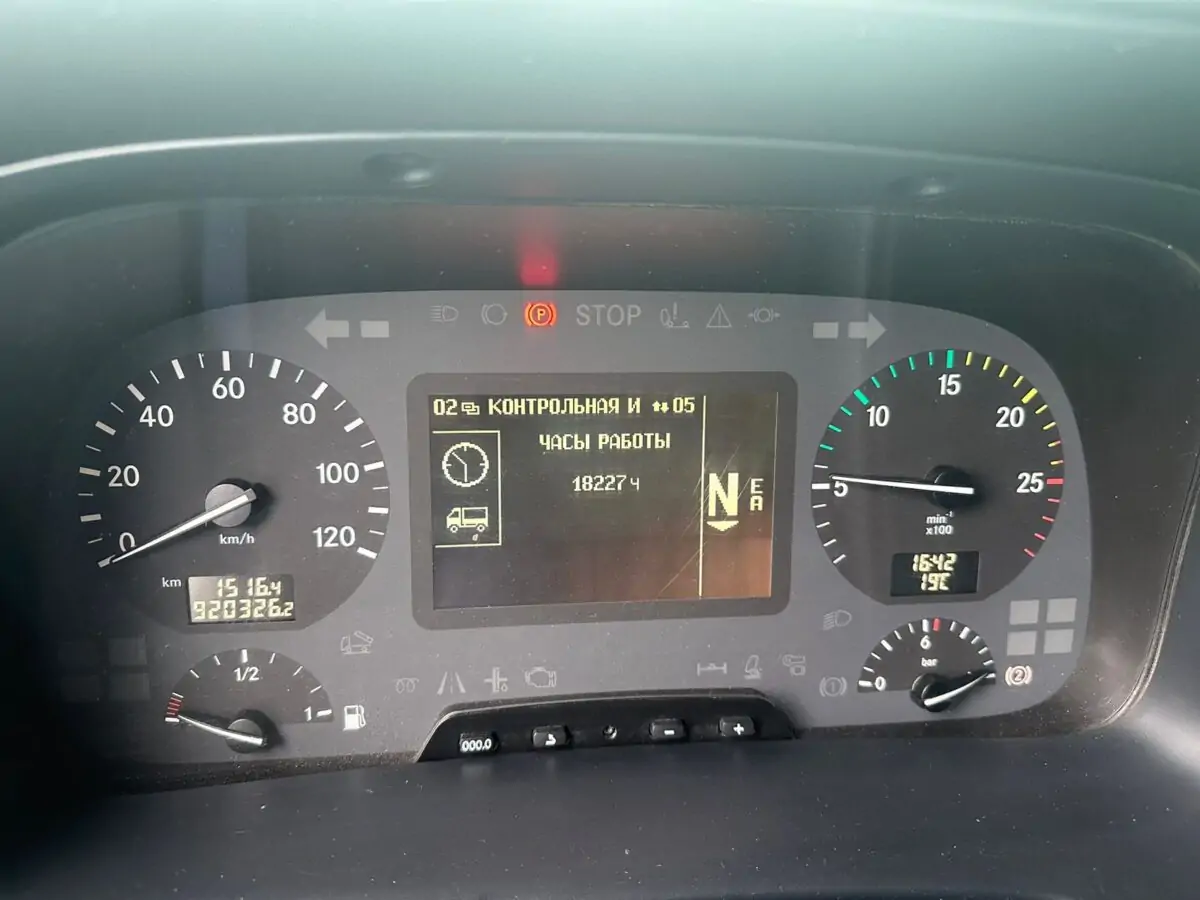 P
STOP
02 КОНТРОЛЬНАЯ И 05
ЧАСЫ РАБОТЫ
18227 Ч
N E
A
0 20 40 60 80 100 120
km/h
km
1516.4
920326.2
1/2
1
5 10 15 20 25
min⁻¹
x100
16:42
19C
0 6
bar
1
2
000.0
- +